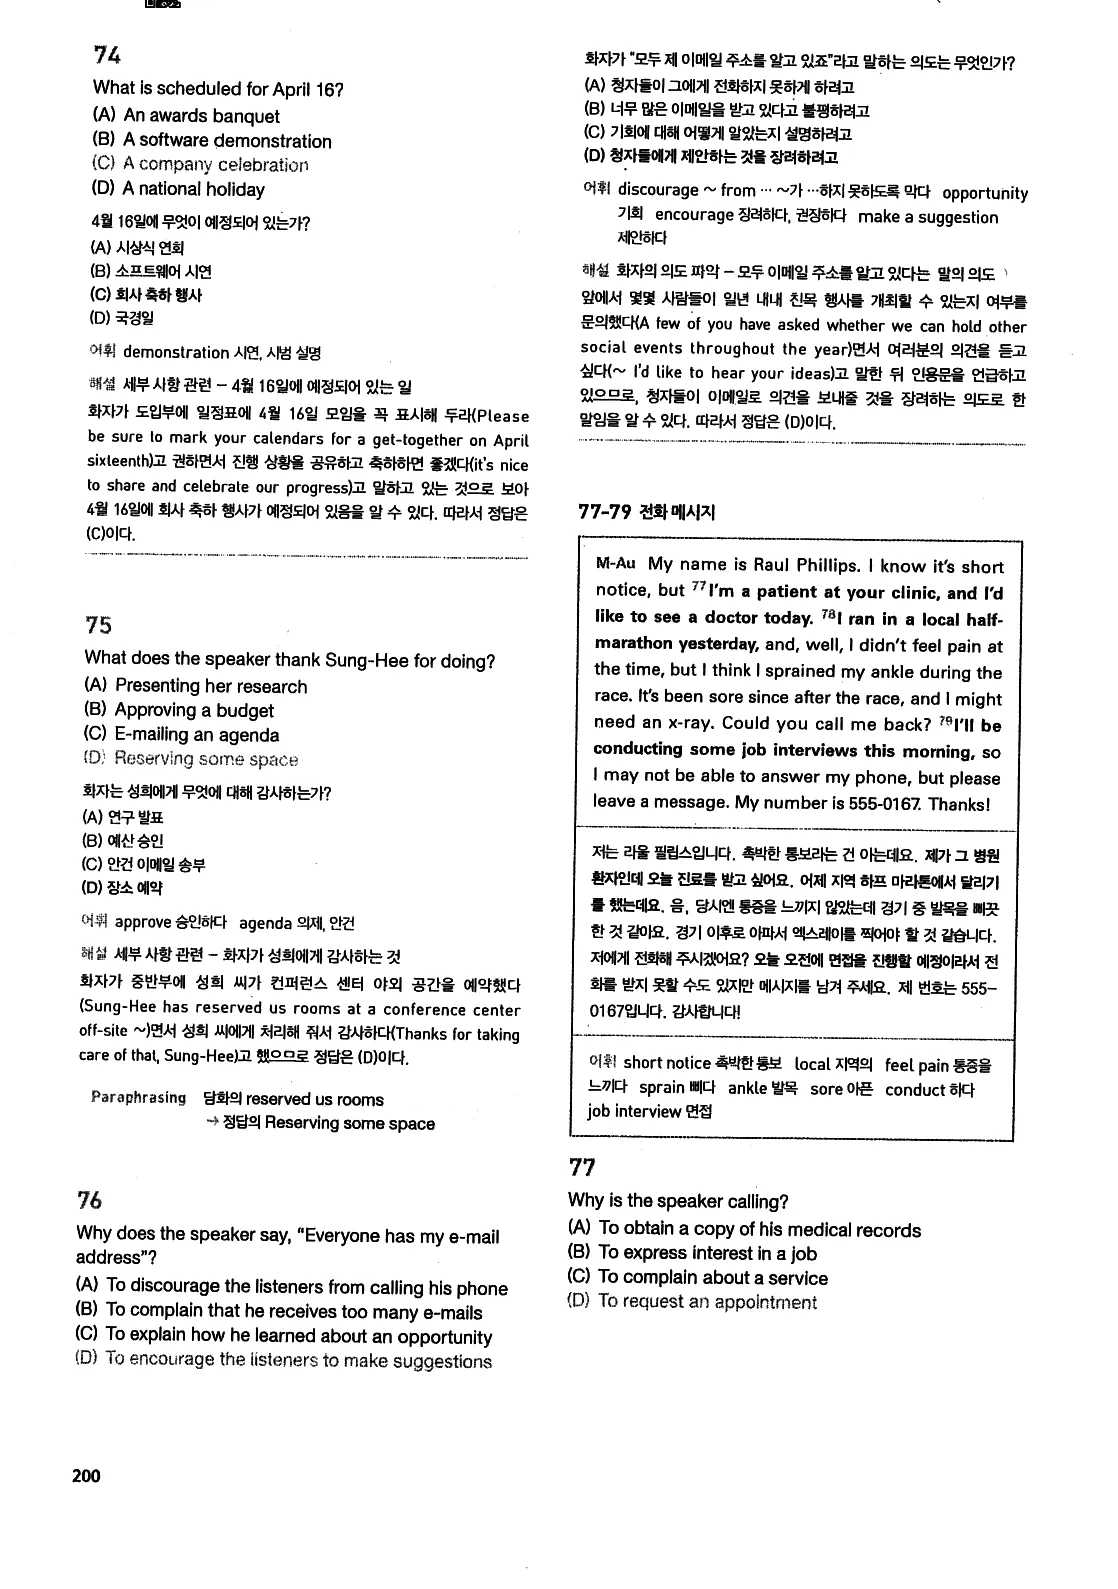 74
What is scheduled for April 16?
(A) An awards banquet
(B) A software demonstration
(C) A company celebration
(D) A national holiday
4월 16일에 무엇이 예정되어 있는가?
(A) 시상식 연회
(B) 소프트웨어 시연
(C) 회사 축하 행사
(D) 국경일
어휘 demonstration 시연, 시범 설명
해설 세부 사항 관련 – 4월 16일에 예정되어 있는 일
화자가 도입부에 일정표에 4월 16일 모임을 꼭 표시해 두라(Please
be sure to mark your calendars for a get-together on April
sixteenth)고 권하면서 진행 상황을 공유하고 축하하면 좋겠다(it's nice
to share and celebrate our progress)고 말하고 있는 것으로 보아
4월 16일에 회사 축하 행사가 예정되어 있음을 알 수 있다. 따라서 정답은
(C)이다.
75
What does the speaker thank Sung-Hee for doing?
(A) Presenting her research
(B) Approving a budget
(C) E-mailing an agenda
(D) Reserving some space
화자는 성희에게 무엇에 대해 감사하는가?
(A) 연구 발표
(B) 예산 승인
(C) 안건 이메일 송부
(D) 장소 예약
어휘 approve 승인하다 agenda 의제, 안건
해설 세부 사항 관련 – 화자가 성희에게 감사하는 것
화자가 중반부에 성희 씨가 컨퍼런스 센터 야외 공간을 예약했다
(Sung-Hee has reserved us rooms at a conference center
off-site ~)면서 성희 씨에게 처리해 줘서 감사하다(Thanks for taking
care of that, Sung-Hee)고 했으므로 정답은 (D)이다.
Paraphrasing 담화의 reserved us rooms
→ 정답의 Reserving some space
76
Why does the speaker say, "Everyone has my e-mail
address"?
(A) To discourage the listeners from calling his phone
(B) To complain that he receives too many e-mails
(C) To explain how he learned about an opportunity
(D) To encourage the listeners to make suggestions
200
화자가 "모두 제 이메일 주소를 알고 있죠"라고 말하는 의도는 무엇인가?
(A) 청자들이 그에게 전화하지 못하게 하려고
(B) 너무 많은 이메일을 받고 있다고 불평하려고
(C) 기회에 대해 어떻게 알았는지 설명하려고
(D) 청자들에게 제안하는 것을 장려하려고
어휘 discourage ~ from ··· ~가 ···하지 못하도록 막다 opportunity
기회 encourage 장려하다, 권장하다 make a suggestion
제안하다
해설 화자의 의도 파악 – 모두 이메일 주소를 알고 있다는 말의 의도
앞에서 몇몇 사람들이 일년 내내 친목 행사를 개최할 수 있는지 여부를
문의했다(A few of you have asked whether we can hold other
social events throughout the year)면서 여러분의 의견을 듣고
싶다(~ I'd like to hear your ideas)고 말한 뒤 인용문을 언급하고
있으므로, 청자들이 이메일로 의견을 보내줄 것을 장려하는 의도로 한
말임을 알 수 있다. 따라서 정답은 (D)이다.
77-79 전화 메시지
M-Au My name is Raul Phillips. I know it's short
notice, but 77I'm a patient at your clinic, and I'd
like to see a doctor today. 78I ran in a local half-
marathon yesterday, and, well, I didn't feel pain at
the time, but I think I sprained my ankle during the
race. It's been sore since after the race, and I might
need an x-ray. Could you call me back? 79I'll be
conducting some job interviews this morning, so
I may not be able to answer my phone, but please
leave a message. My number is 555-0167. Thanks!
저는 라울 필립스입니다. 촉박한 통보라는 건 아는데요. 제가 그 병원
환자인데 오늘 진료를 받고 싶어요. 어제 지역 하프 마라톤에서 달리기
를 했는데요. 음, 당시엔 통증을 느끼지 않았는데 경기 중 발목을 삐끗
한 것 같아요. 경기 이후로 아파서 엑스레이를 찍어야 할 것 같습니다.
저에게 전화해 주시겠어요? 오늘 오전에 면접을 진행할 예정이라서 전
화를 받지 못할 수도 있지만 메시지를 남겨 주세요. 제 번호는 555-
0167입니다. 감사합니다!
어휘 short notice 촉박한 통보 local 지역의 feel pain 통증을
느끼다 sprain 삐다 ankle 발목 sore 아픈 conduct 하다
job interview 면접
77
Why is the speaker calling?
(A) To obtain a copy of his medical records
(B) To express interest in a job
(C) To complain about a service
(D) To request an appointment